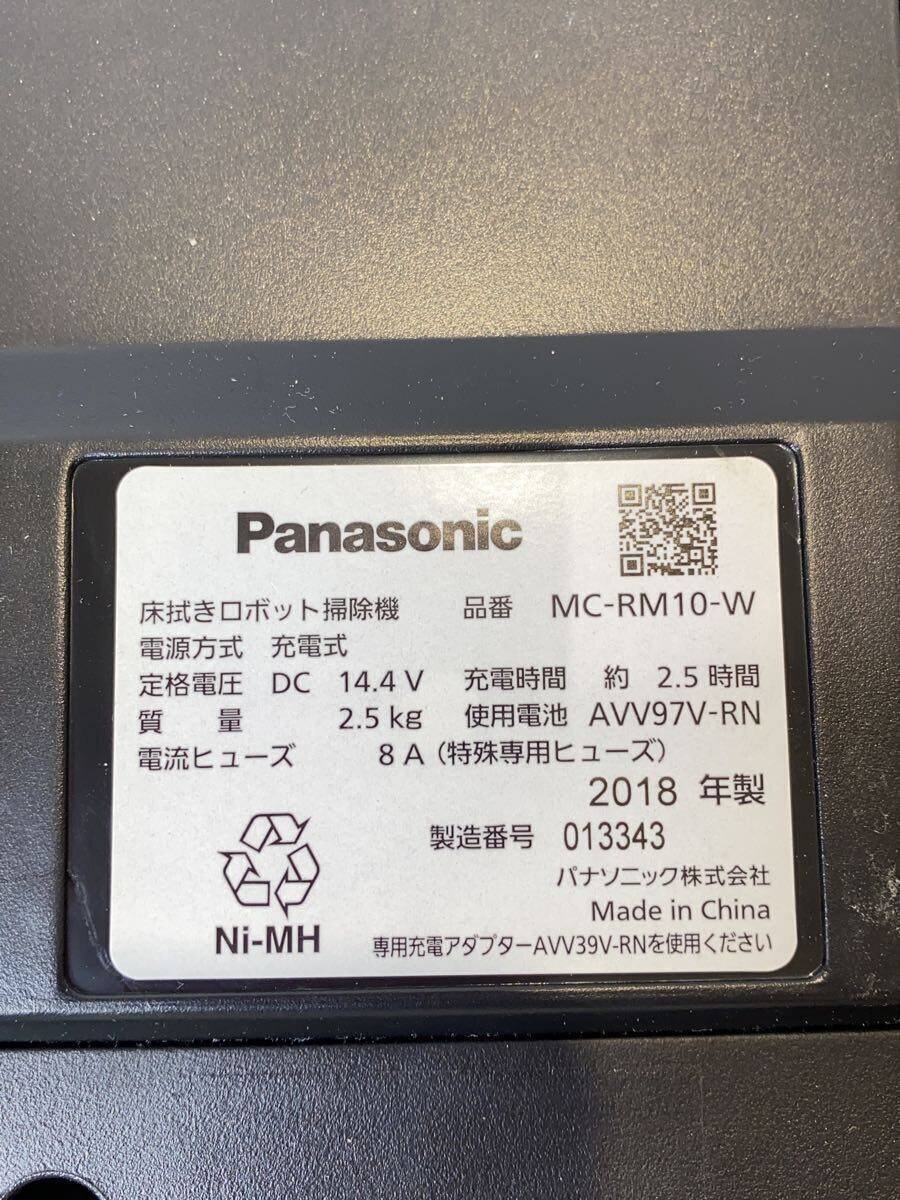 Panasonic
床拭きロボット掃除機 品番 MC-RM10-W
電源方式 充電式
定格電圧 DC 14.4 V 充電時間 約 2.5 時間
質 量 2.5 kg 使用電池 AVV97V-RN
電流ヒューズ 8 A (特殊専用ヒューズ)
2018 年製
製造番号 013343
パナソニック株式会社
Made in China
Ni-MH 専用充電アダプターAVV39V-RNを使用ください